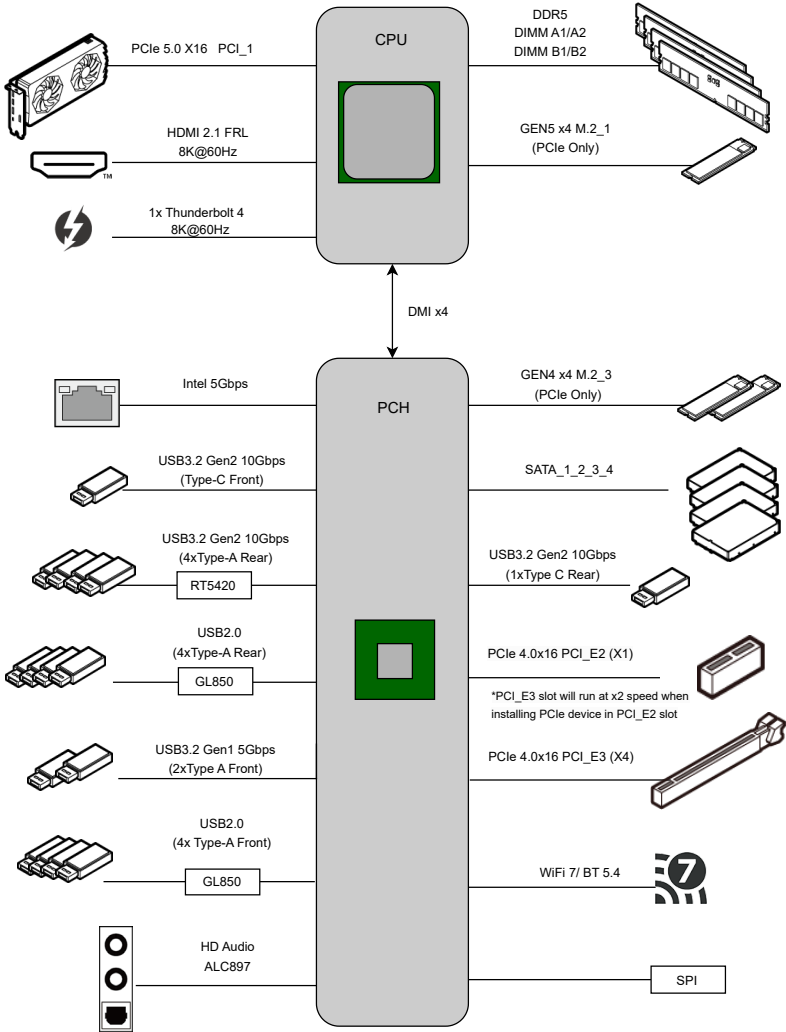 CPU
PCIe 5.0 X16 PCI_1
HDMI 2.1 FRL
8K@60Hz
TM
1x Thunderbolt 4
8K@60Hz
DDR5
DIMM A1/A2
DIMM B1/B2
GEN5 x4 M.2_1
(PCIe Only)
DMI x4
PCH
Intel 5Gbps
USB3.2 Gen2 10Gbps
(Type-C Front)
USB3.2 Gen2 10Gbps
(4xType-A Rear)
RT5420
USB2.0
(4xType-A Rear)
GL850
USB3.2 Gen1 5Gbps
(2xType A Front)
USB2.0
(4x Type-A Front)
GL850
HD Audio
ALC897
GEN4 x4 M.2_3
(PCIe Only)
SATA_1_2_3_4
USB3.2 Gen2 10Gbps
(1xType C Rear)
PCIe 4.0x16 PCI_E2 (X1)
*PCI_E3 slot will run at x2 speed when
installing PCIe device in PCI_E2 slot
PCIe 4.0x16 PCI_E3 (X4)
WiFi 7/ BT 5.4
7
SPI